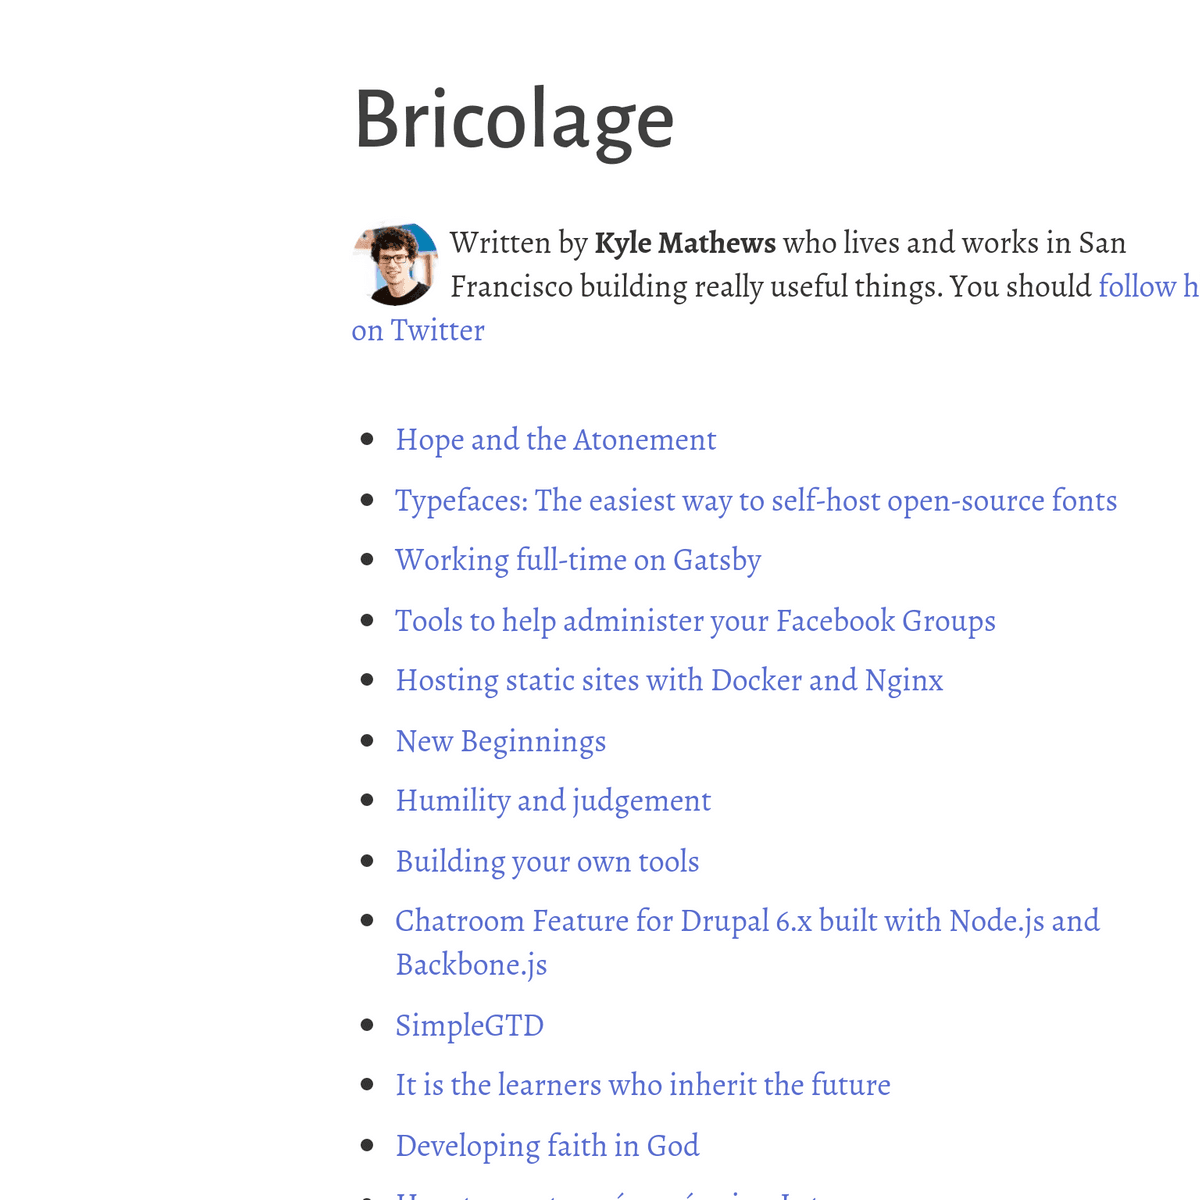 Bricolage
Written by Kyle Mathews who lives and works in San
Francisco building really useful things. You should follow h
on Twitter
Hope and the Atonement
Typefaces: The easiest way to self-host open-source fonts
Working full-time on Gatsby
Tools to help administer your Facebook Groups
Hosting static sites with Docker and Nginx
New Beginnings
Humility and judgement
Building your own tools
Chatroom Feature for Drupal 6.x built with Node.js and
Backbone.js
SimpleGTD
It is the learners who inherit the future
Developing faith in God